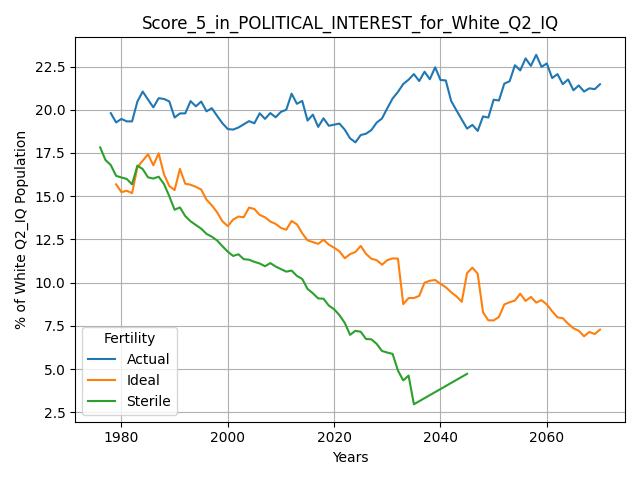 Score_5_in_POLITICAL_INTEREST_for_White_Q2_IQ
% of White Q2_IQ Population
22.5
20.0
17.5
15.0
12.5
10.0
7.5
5.0
2.5
Fertility
Actual
Ideal
Sterile
1980 2000 2020 2040 2060
Years